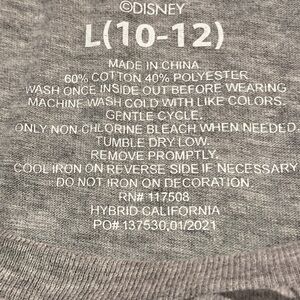 ©DISNEY
L(10-12)
MADE IN CHINA
60% COTTON 40% POLYESTER
WASH ONCE INSIDE OUT BEFORE WEARING
MACHINE WASH COLD WITH LIKE COLORS.
GENTLE CYCLE.
ONLY NON-CHLORINE BLEACH WHEN NEEDED.
TUMBLE DRY LOW.
REMOVE PROMPTLY.
COOL IRON ON REVERSE SIDE IF NECESSARY.
DO NOT IRON ON DECORATION.
RN# 117508
HYBRID CALIFORNIA
PO# 137530,01/2021